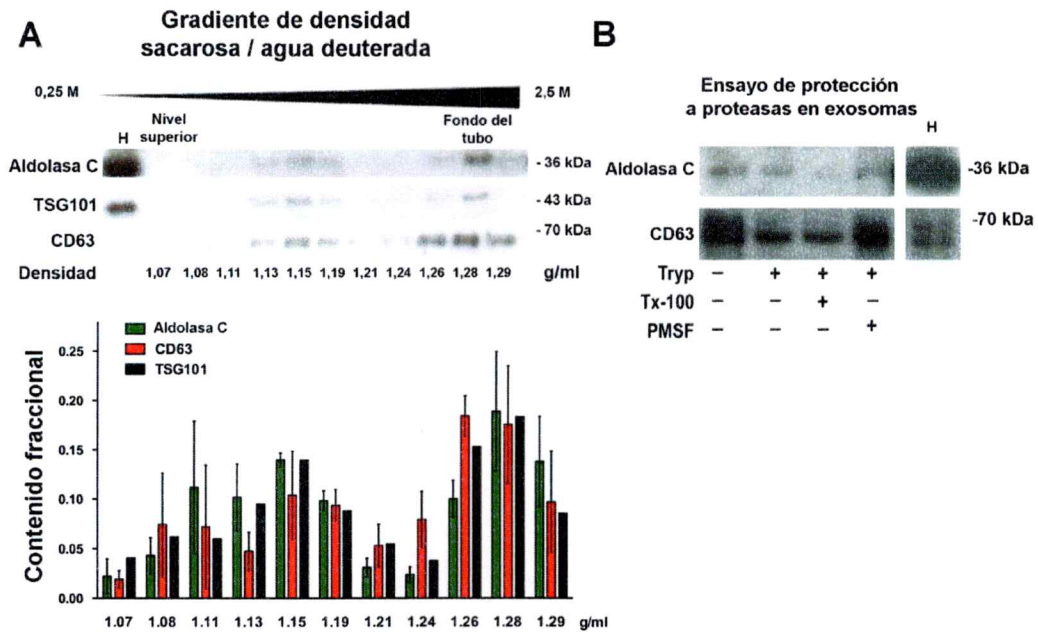 A
Gradiente de densidad
sacarosa / agua deuterada
0,25 M
2,5 M
H
Nivel
superior
Fondo del
tubo
Aldolasa C
- 36 kDa
TSG101
- 43 kDa
CD63
- 70 kDa
Densidad 1,07 1,08 1,11 1,13 1,15 1,19 1,21 1,24 1,26 1,28 1,29 g/ml
Contenido fraccional
Aldolasa C
CD63
TSG101
0.25
0.20
0.15
0.10
0.05
0.00
1.07 1.08 1.11 1.13 1.15 1.19 1.21 1.24 1.26 1.28 1.29 g/ml
B
Ensayo de protección
a proteasas en exosomas
H
Aldolasa C
-36 kDa
-70 kDa
CD63
Tryp – + + +
Tx-100 – – + –
PMSF – – – +